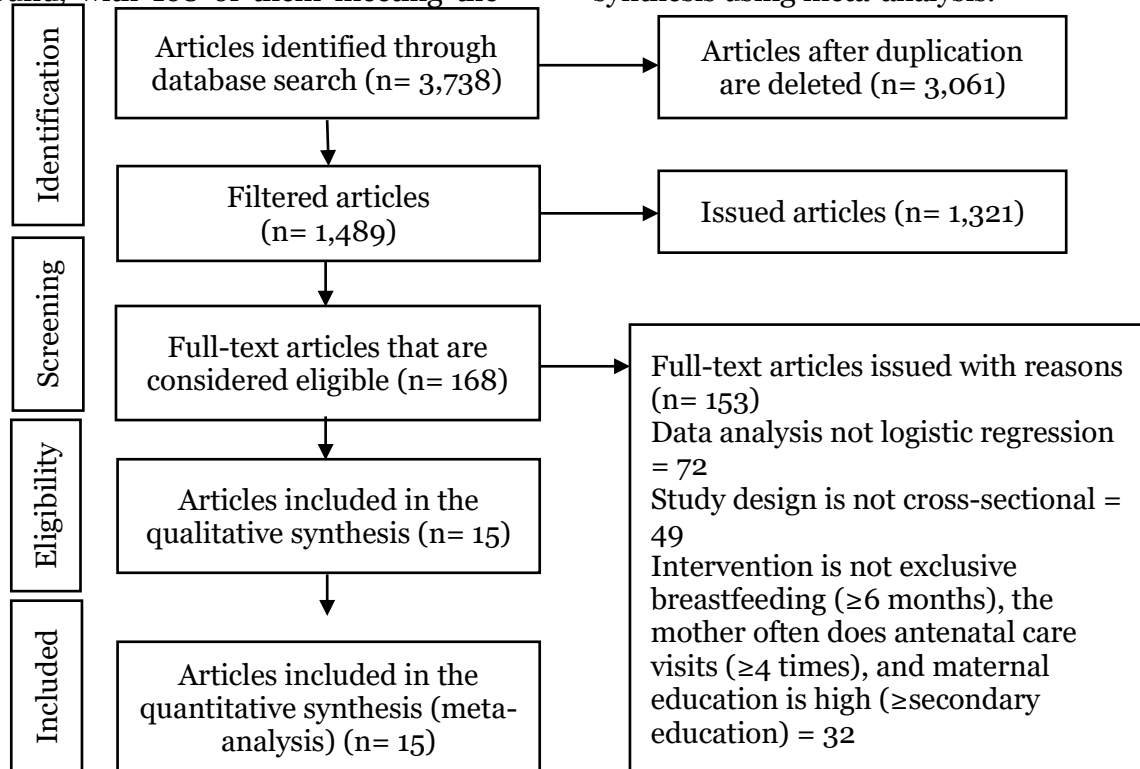 synthesis using meta-analysis.
Identification
Articles identified through
database search (n= 3,738)
Articles after duplication
are deleted (n= 3,061)
Filtered articles
(n= 1,489)
Issued articles (n= 1,321)
Screening
Full-text articles that are
considered eligible (n= 168)
Full-text articles issued with reasons
(n= 153)
Data analysis not logistic regression
= 72
Study design is not cross-sectional =
49
Intervention is not exclusive
breastfeeding (≥6 months), the
mother often does antenatal care
visits (≥4 times), and maternal
education is high (≥secondary
education) = 32
Eligibility
Articles included in the
qualitative synthesis (n= 15)
Included
Articles included in the
quantitative synthesis (meta-
analysis) (n= 15)